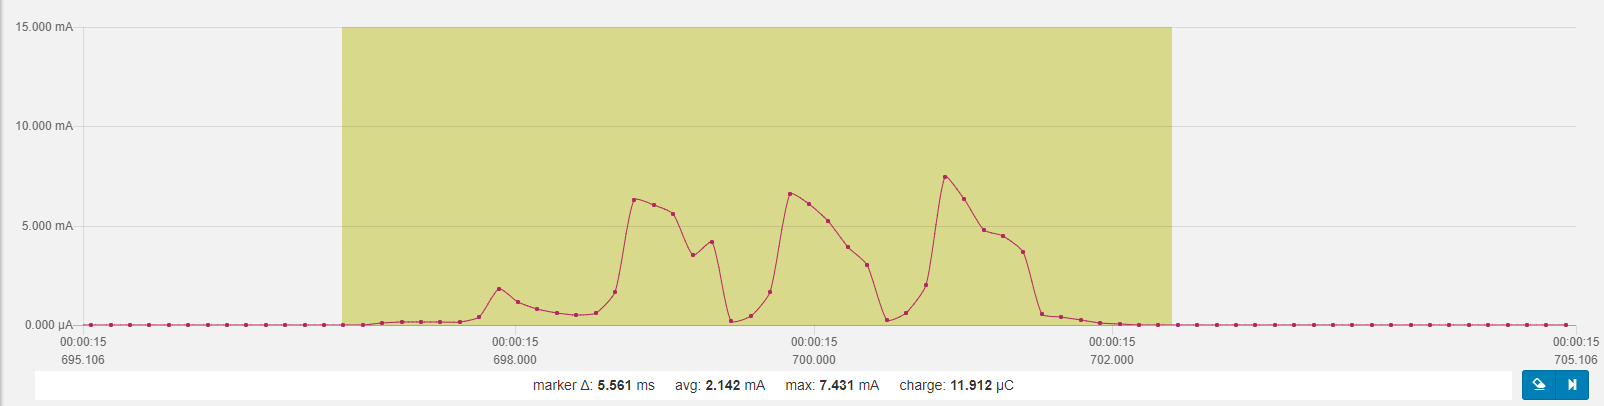 15.000 mA
10.000 mA
5.000 mA
0.000 µA
00:00:15 00:00:15 00:00:15 00:00:15 00:00:15
695.106 698.000 700.000 702.000 705.106
marker Δ: 5.561 ms avg: 2.142 mA max: 7.431 mA charge: 11.912 µC